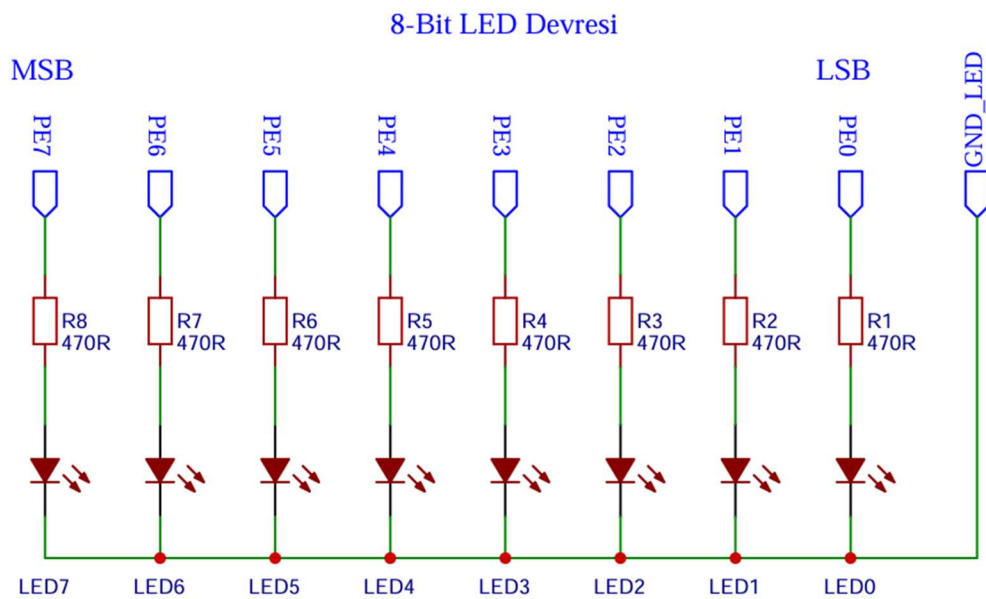 8-Bit LED Devresi
MSB
LSB
PE7
PE6
PE5
PE4
PE3
PE2
PE1
PE0
GND_LED
R8
470R
R7
470R
R6
470R
R5
470R
R4
470R
R3
470R
R2
470R
R1
470R
LED7
LED6
LED5
LED4
LED3
LED2
LED1
LED0